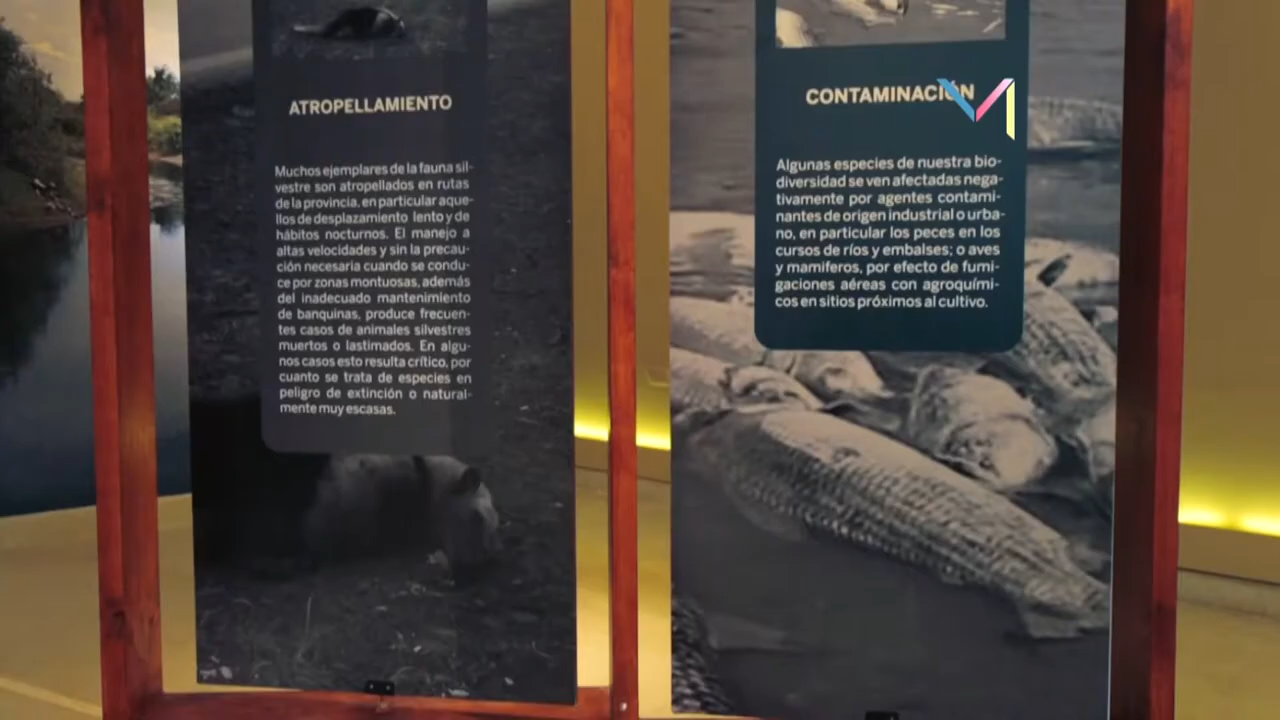 ATROPELLAMIENTO
Muchos ejemplares de la fauna sil-
vestre son atropellados en rutas
de la provincia, en particular aque-
llos de desplazamiento lento y de
hábitos nocturnos. El manejo a
altas velocidades y sin la precau-
ción necesaria cuando se condu-
ce por zonas montuosas, además
del inadecuado mantenimiento
de banquinas, produce frecuen-
tes casos de animales silvestres
muertos o lastimados. En algu-
nos casos esto resulta crítico, por
cuanto se trata de especies en
peligro de extinción o natural-
mente muy escasas.
CONTAMINACIÓN
Algunas especies de nuestra bio-
diversidad se ven afectadas nega-
tivamente por agentes contami-
nantes de origen industrial o urba-
no, en particular los peces en los
cursos de ríos y embalses; o aves
y mamiferos, por efecto de fumi-
gaciones aéreas con agroquími-
cos en sitios próximos al cultivo.